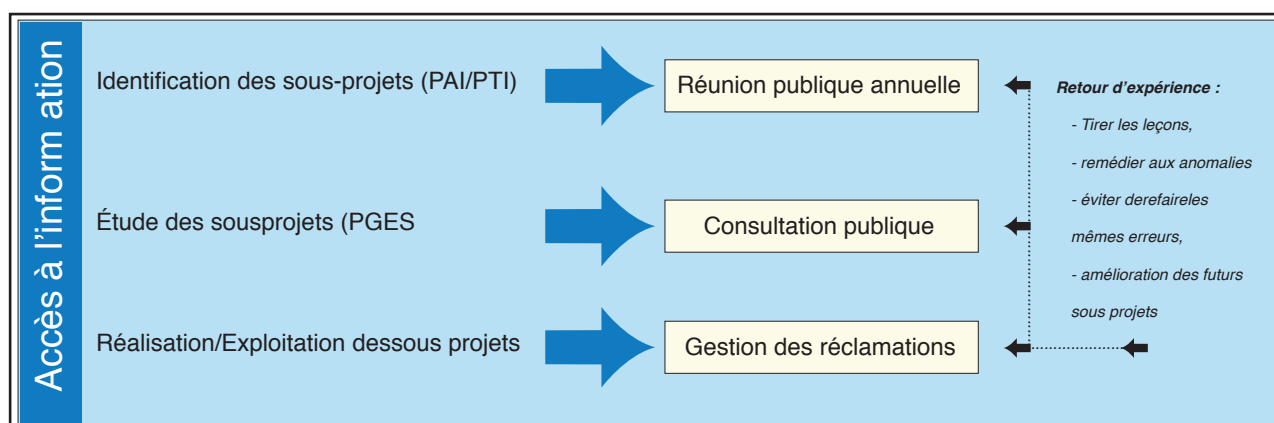 Accès à l'inform ation
Identification des sous-projets (PAI/PTI)
Réunion publique annuelle
Étude des sousprojets (PGES
Consultation publique
Réalisation/Exploitation dessous projets
Gestion des réclamations
Retour d'expérience :
- Tirer les leçons,
- remédier aux anomalies
- éviter derefaireles
mêmes erreurs,
- amélioration des futurs
sous projets